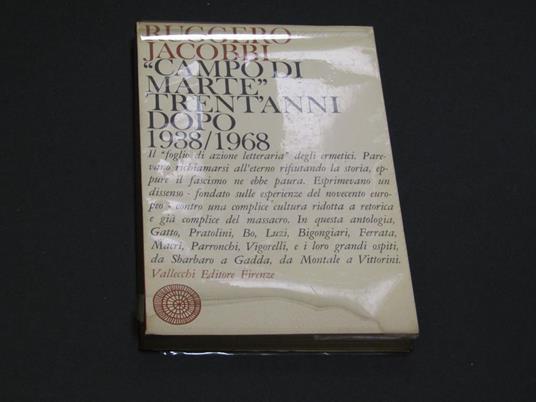 RUGGERO
JACOBBI
“CAMPO DI
MARTE”
TRENT'ANNI
DOPO
1938/1968
Il “foglio di azione letteraria” degli ermetici. Pare-
vano richiamarsi all'eterno rifiutando la storia, ep-
pure il fascismo ne ebbe paura. Esprimevano un
dissenso - fondato sulle esperienze del novecento euro-
peo - contro una complice cultura ridotta a retorica
e già complice del massacro. In questa antologia,
Gatto, Pratolini, Bo, Luzi, Bigongiari, Ferrata,
Macrì, Parronchi, Vigorelli, e i loro grandi ospiti,
da Sbarbaro a Gadda, da Montale a Vittorini.
Vallecchi Editore Firenze